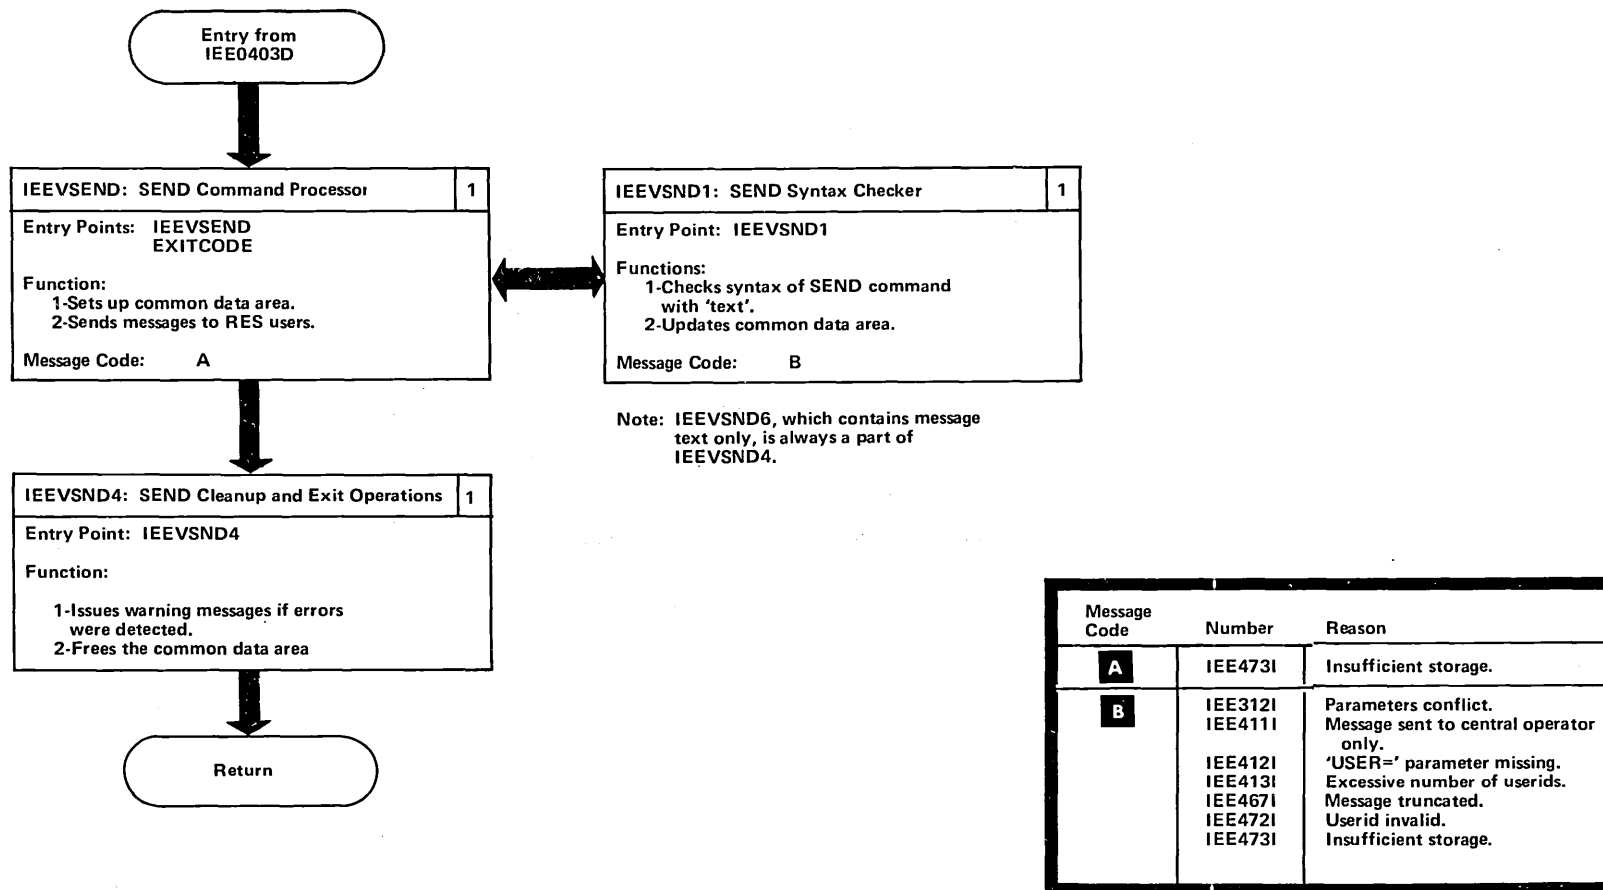 Entry from
IEE0403D
IEEVSEND: SEND Command Processor 1
Entry Points: IEEVSEND
EXITCODE
Function:
1-Sets up common data area.
2-Sends messages to RES users.
Message Code: A
IEEVSND1: SEND Syntax Checker 1
Entry Point: IEEVSND1
Functions:
1-Checks syntax of SEND command
with ‘text’.
2-Updates common data area.
Message Code: B
Note: IEEVSND6, which contains message
text only, is always a part of
IEEVSND4.
IEEVSND4: SEND Cleanup and Exit Operations 1
Entry Point: IEEVSND4
Function:
1-Issues warning messages if errors
were detected.
2-Frees the common data area
Return
Message
Code Number Reason
A IEE473I Insufficient storage.
B IEE312I Parameters conflict.
IEE411I Message sent to central operator
only.
IEE412I ‘USER=’ parameter missing.
IEE413I Excessive number of userids.
IEE467I Message truncated.
IEE472I Userid invalid.
IEE473I Insufficient storage.